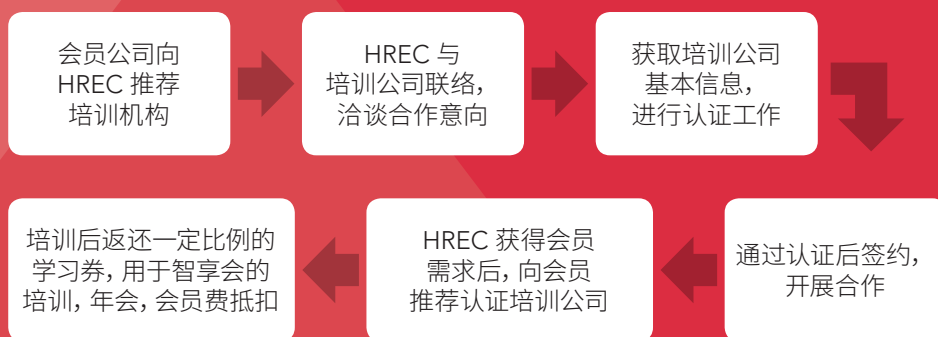 会员公司向
HREC 推荐
培训机构
HREC 与
培训公司联络，
洽谈合作意向
获取培训公司
基本信息，
进行认证工作
通过认证后签约，
开展合作
HREC 获得会员
需求后，向会员
推荐认证培训公司
培训后返还一定比例的
学习券，用于智享会的
培训，年会，会员费抵扣